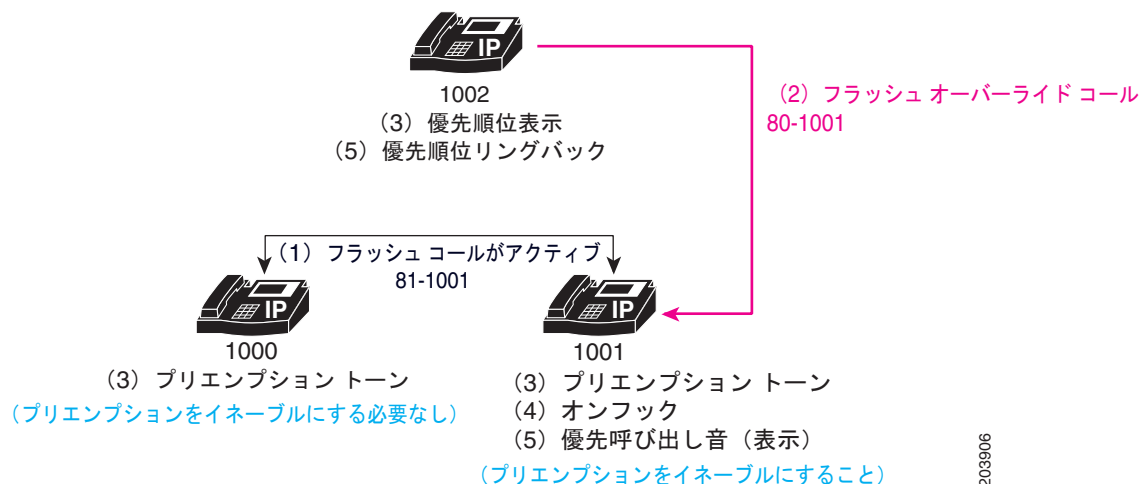 IP
1002
（3）優先順位表示
（5）優先順位リングバック
（2）フラッシュ オーバーライド コール
80-1001
（1） フラッシュ コールがアクティブ
81-1001
IP
1000
（3）プリエンプション トーン
（プリエンプションをイネーブルにする必要なし）
IP
1001
（3）プリエンプション トーン
（4）オンフック
（5）優先呼び出し音（表示）
（プリエンプションをイネーブルにすること）
203906